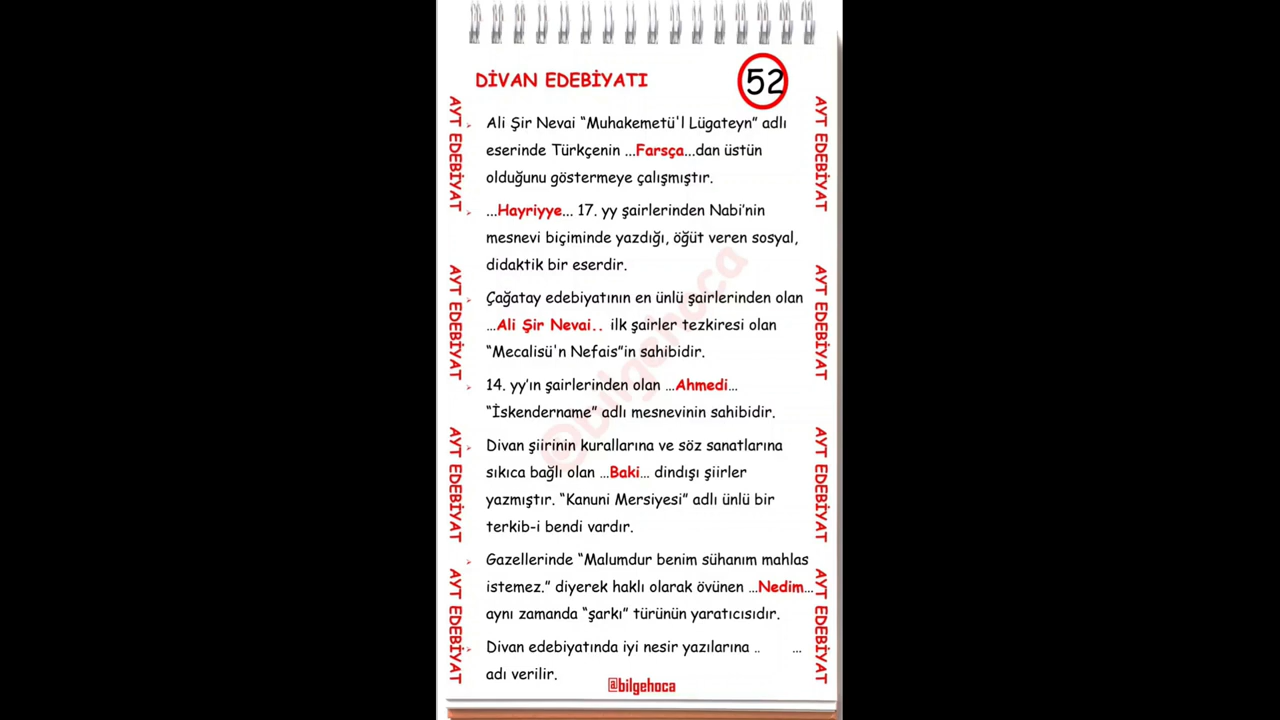 DİVAN EDEBİYATI
52
Ali Şir Nevai “Muhakemetü'l Lügateyn” adlı
eserinde Türkçenin ...Farsça...dan üstün
olduğunu göstermeye çalışmıştır.
...Hayriyye... 17. yy şairlerinden Nabi’nin
mesnevi biçiminde yazdığı, öğüt veren sosyal,
didaktik bir eserdir.
Çağatay edebiyatının en ünlü şairlerinden olan
...Ali Şir Nevai.. ilk şairler tezkiresi olan
“Mecalisü'n Nefais”in sahibidir.
14. yy’ın şairlerinden olan ...Ahmedi...
“İskendername” adlı mesnevinin sahibidir.
Divan şiirinin kurallarına ve söz sanatlarına
sıkıca bağlı olan ...Baki... dindışı şiirler
yazmıştır. “Kanuni Mersiyesi” adlı ünlü bir
terkib-i bendi vardır.
Gazellerinde “Malumdur benim sühanım mahlas
istemez.” diyerek haklı olarak övünen ...Nedim...
aynı zamanda “şarkı” türünün yaratıcısıdır.
Divan edebiyatında iyi nesir yazılarına .. ...
adı verilir.
@bilgehoca
AYT EDEBİYAT
AYT EDEBİYAT
AYT EDEBİYAT
AYT EDEBİYAT
AYT EDEBİYAT
AYT EDEBİYAT
AYT EDEBİYAT
AYT EDEBİYAT
@bilgehoca